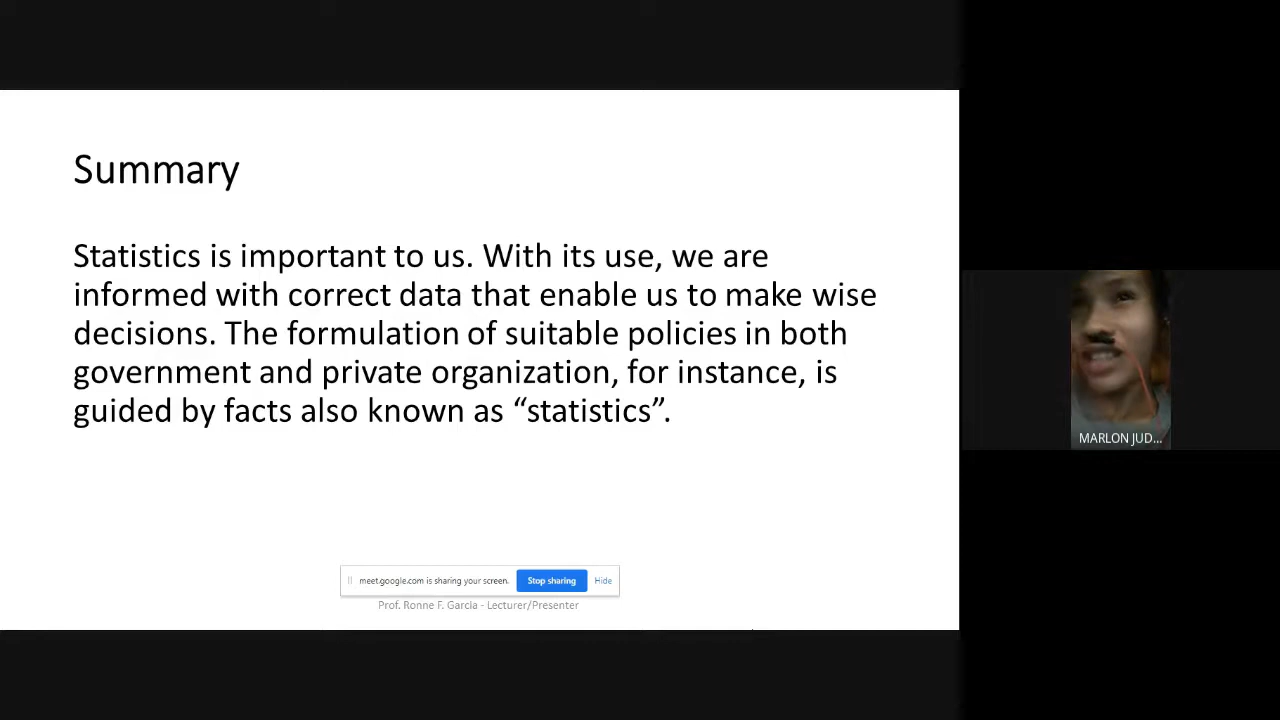 Summary
Statistics is important to us. With its use, we are
informed with correct data that enable us to make wise
decisions. The formulation of suitable policies in both
government and private organization, for instance, is
guided by facts also known as “statistics”.
meet.google.com is sharing your screen. Stop sharing Hide
Prof. Ronne F. Garcia - Lecturer/Presenter
MARLON JUD...